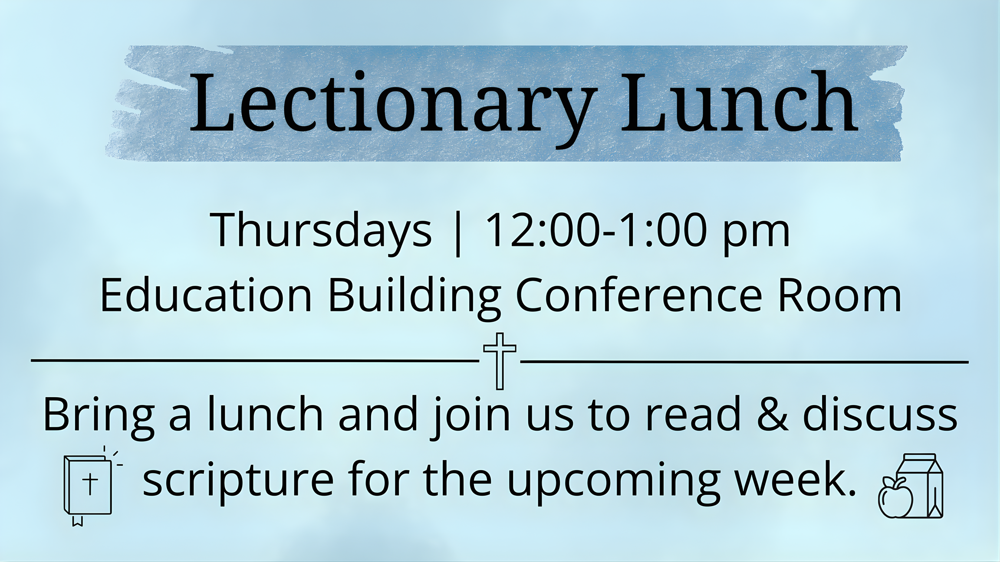 Lectionary Lunch
Thursdays | 12:00-1:00 pm
Education Building Conference Room
Bring a lunch and join us to read & discuss
scripture for the upcoming week.